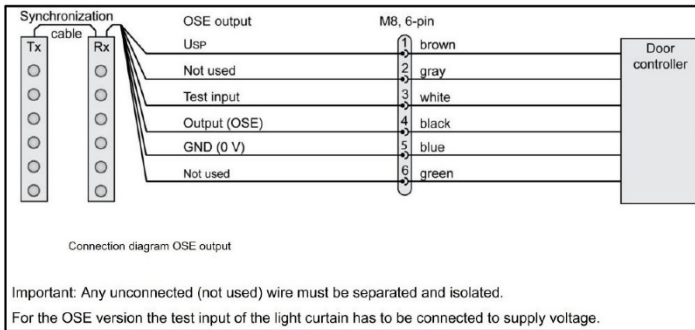 Synchronization
cable
OSE output
M8, 6-pin
Tx
Rx
USP
1
brown
Door
controller
Not used
2
gray
Test input
3
white
Output (OSE)
4
black
GND (0 V)
5
blue
Not used
6
green
Connection diagram OSE output
Important: Any unconnected (not used) wire must be separated and isolated.
For the OSE version the test input of the light curtain has to be connected to supply voltage.